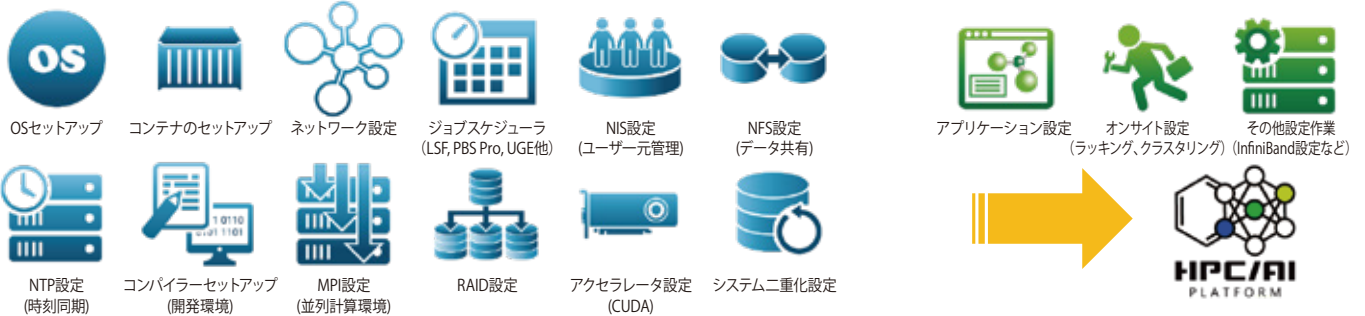 OS
OSセットアップ
コンテナのセットアップ
ネットワーク設定
ジョブスケジューラ
(LSF, PBS Pro, UGE他)
NIS設定
(ユーザー元管理)
NFS設定
(データ共有)
アプリケーション設定
オンサイト設定
(ラッキング、クラスタリング)
その他設定作業
(InfiniBand設定など)
NTP設定
(時刻同期)
1 0110
0101 1101
コンパイラーセットアップ
(開発環境)
MPI設定
(並列計算環境)
RAID設定
アクセラレータ設定
(CUDA)
システム二重化設定
HPC/AI
PLATFORM